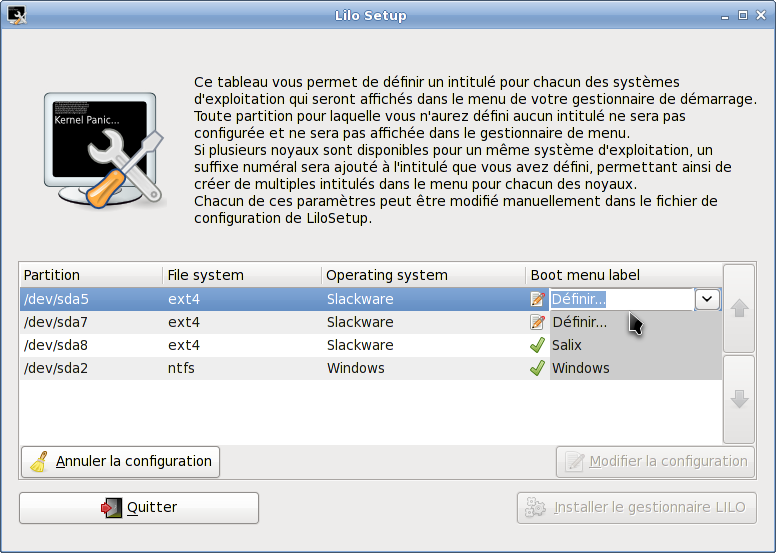 Lilo Setup
Kernel Panic...
Ce tableau vous permet de définir un intitulé pour chacun des systèmes
d'exploitation qui seront affichés dans le menu de votre gestionnaire de démarrage.
Toute partition pour laquelle vous n'aurez défini aucun intitulé ne sera pas
configurée et ne sera pas affichée dans le gestionnaire de menu.
Si plusieurs noyaux sont disponibles pour un même système d'exploitation, un
suffixe numéral sera ajouté à l'intitulé que vous avez défini, permettant ainsi de
créer de multiples intitulés dans le menu pour chacun des noyaux.
Chacun de ces paramètres peut être modifié manuellement dans le fichier de
configuration de LiloSetup.
Partition File system Operating system Boot menu label
/dev/sda5 ext4 Slackware Définir...
/dev/sda7 ext4 Slackware Définir...
/dev/sda8 ext4 Slackware Salix
/dev/sda2 ntfs Windows Windows
Annuler la configuration Modifier la configuration
Quitter Installer le gestionnaire LILO